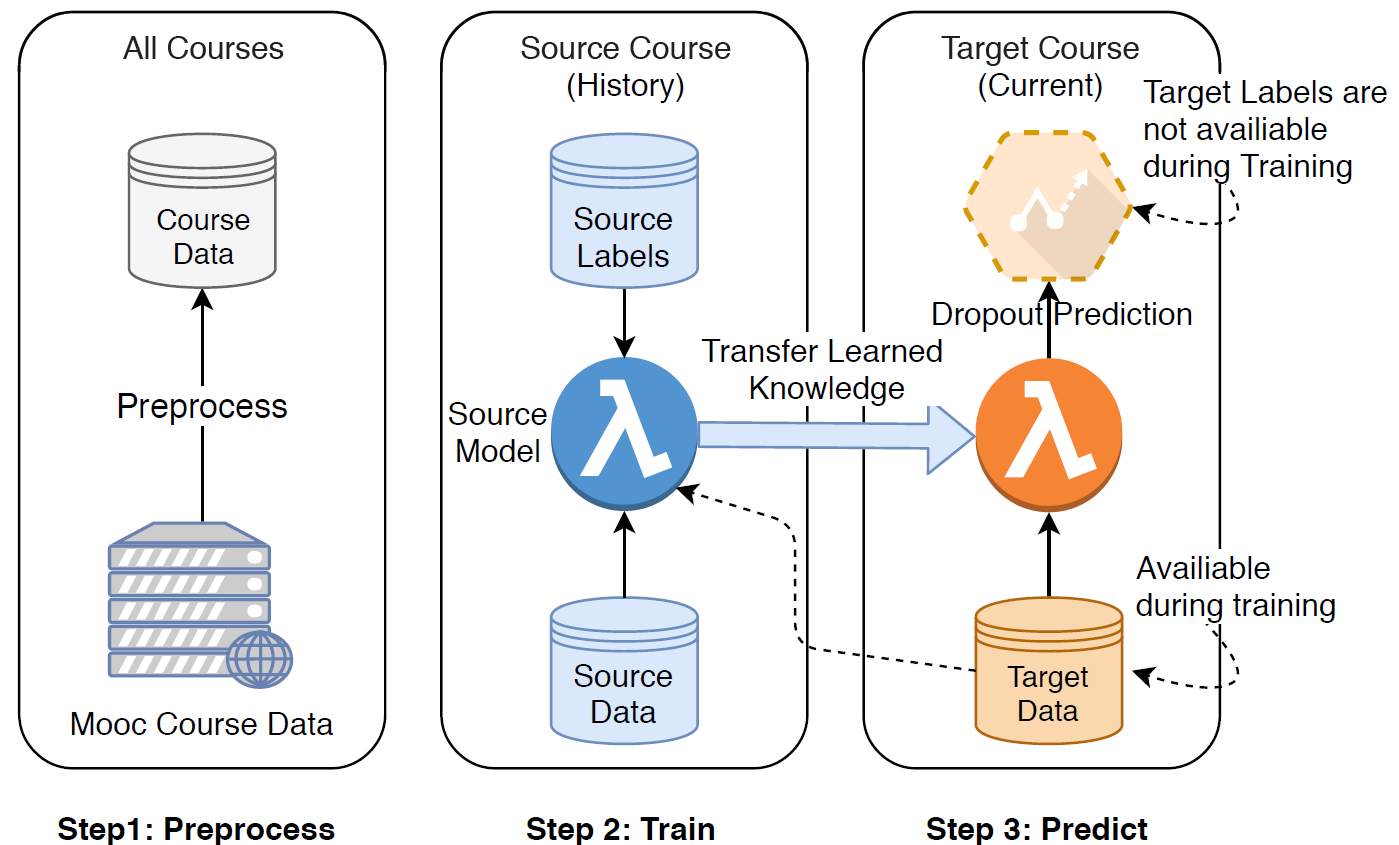 All Courses
Course
Data
Preprocess
Mooc Course Data
Step1: Preprocess
Source Course
(History)
Source
Labels
Transfer Learned
Knowledge
Source
Model
Source
Data
Step 2: Train
Target Course
(Current)
Target Labels are
not availiable
during Training
Dropout Prediction
Availiable
during training
Target
Data
Step 3: Predict